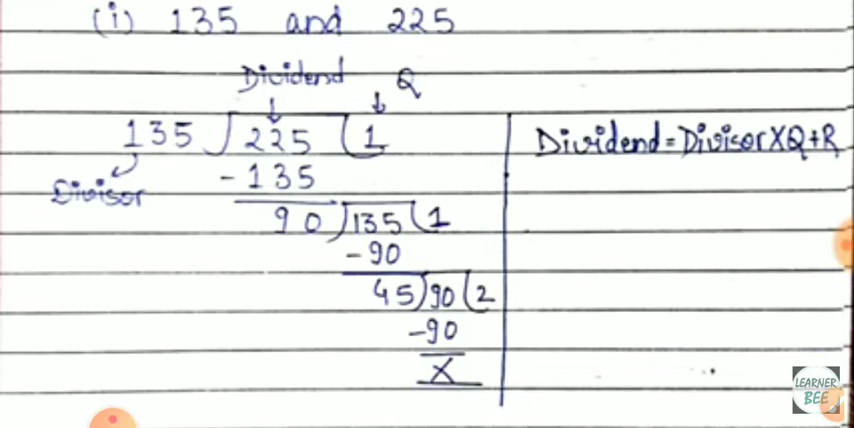 (i) 135 and 225
Dividend Q
135 225 1 Dividend = Divisor X Q + R
Divisor -135
90 135 1
-90
45 90 2
-90
X
LEARNER
BEE